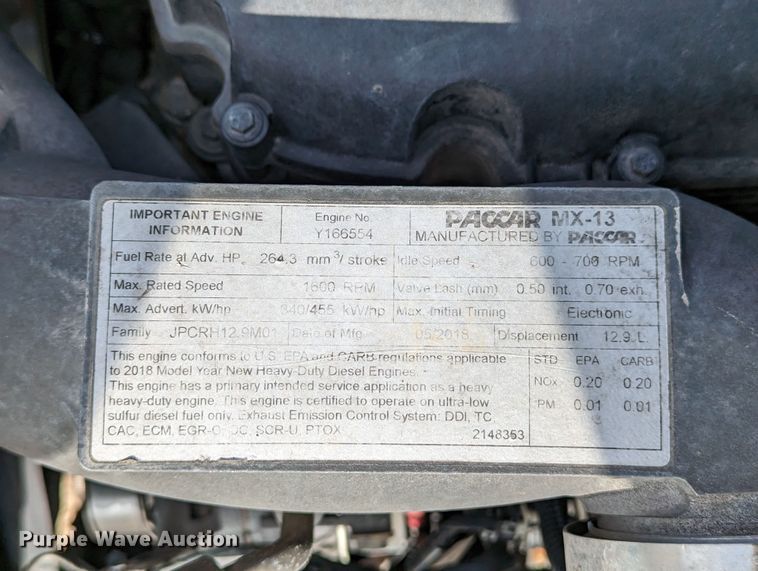 IMPORTANT ENGINE INFORMATION
Engine No.
Y166554
PACCAR MX-13
MANUFACTURED BY PACCAR
Fuel Rate at Adv. HP. 264.3 mm³/ stroke
Idle Speed 600 - 700 RPM
Max. Rated Speed 1600 RPM
Valve Lash (mm) 0.50 int. 0.70 exh.
Max. Advert. kW/hp 340/455 kW/hp
Max. Initial Timing Electronic
Family JPCRH12.9M01
Date of Mfg 05/2018
Displacement 12.9 L
This engine conforms to U.S. EPA and CARB regulations applicable
to 2018 Model Year New Heavy-Duty Diesel Engines.
This engine has a primary intended service application as a heavy
heavy-duty engine. This engine is certified to operate on ultra-low
sulfur diesel fuel only. Exhaust Emission Control System: DDI, TC,
CAC, ECM, SCR-U, PTOX
2148353
STD EPA CARB
NOx 0.20 0.20
PM 0.01 0.01
Purple Wave Auction